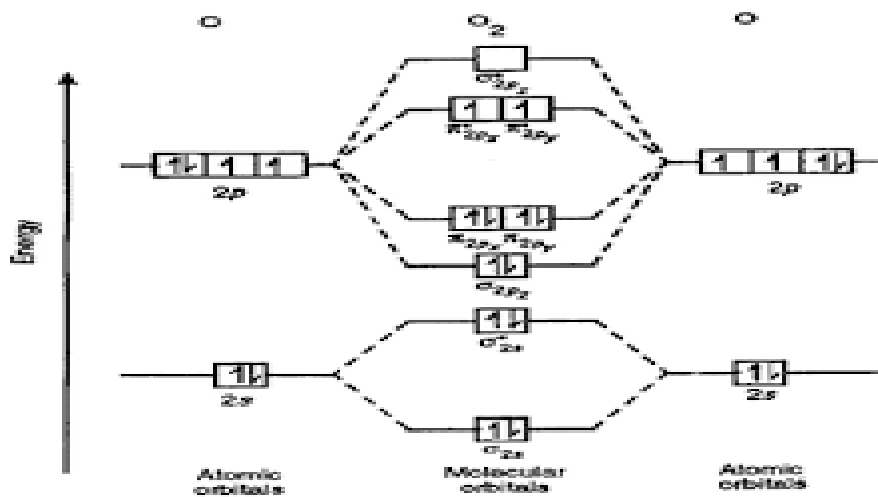 O O₂ O
σ*2pz
π*2px π*2py
2p 2p
π2px π2py
σ2pz
σ*2s
2s 2s
σ2s
Energy
Atomic orbitals Molecular orbitals Atomic orbitals